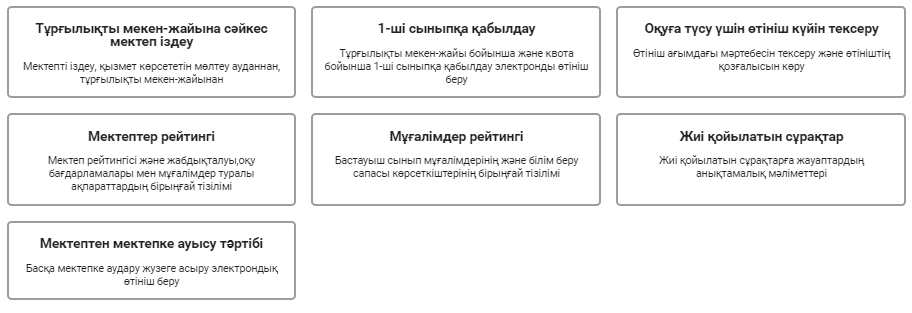 Тұрғылықты мекен-жайына сәйкес
мектеп іздеу
Мектепті іздеу, қызмет көрсететін мөлтеу ауданнан,
тұрғылықты мекен-жайынан
1-ші сыныпқа қабылдау
Тұрғылықты мекен-жайы бойынша және квота
бойынша 1-ші сыныпқа қабылдау электронды өтініш
беру
Оқуға түсу үшін өтініш күйін тексеру
Өтініш ағымдағы мәртебесін тексеру және өтініштің
қозғалысын көру
Мектептер рейтингі
Мектеп рейтингісі және жабдықталуы,оқу
бағдарламалары мен мұғалімдер туралы
ақпараттардың бірыңғай тізілімі
Мұғалімдер рейтингі
Бастауыш сынып мұғалімдерінің және білім беру
сапасы көрсеткіштерінің бірыңғай тізілімі
Жиі қойылатын сұрақтар
Жиі қойылатын сұрақтарға жауаптардың
анықтамалық мәліметтері
Мектептен мектепке ауысу тәртібі
Басқа мектепке аудару жузеге асыру электрондық
өтініш беру